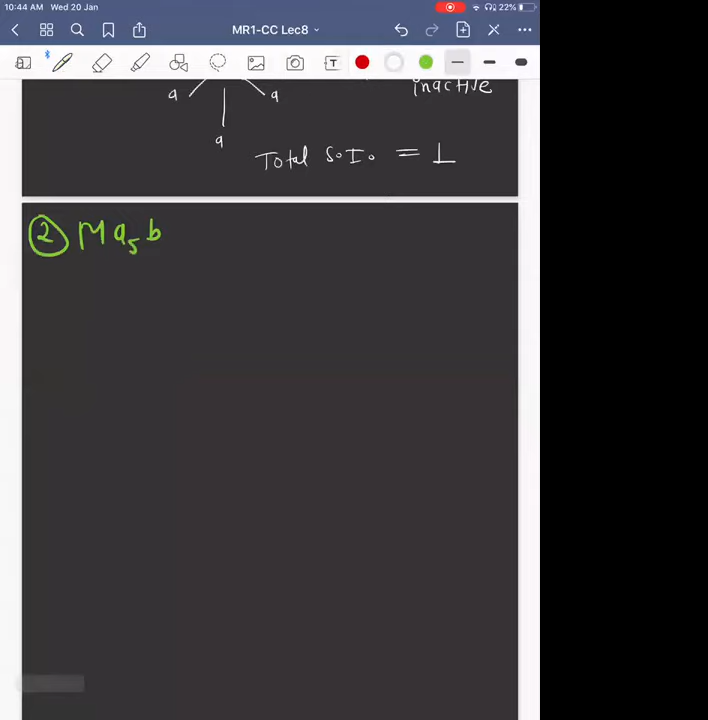 10:44 AM Wed 20 Jan
22%
MR1-CC Lec8
T
inactive
a
a
a
Total S.I. = 1
② Ma₅b